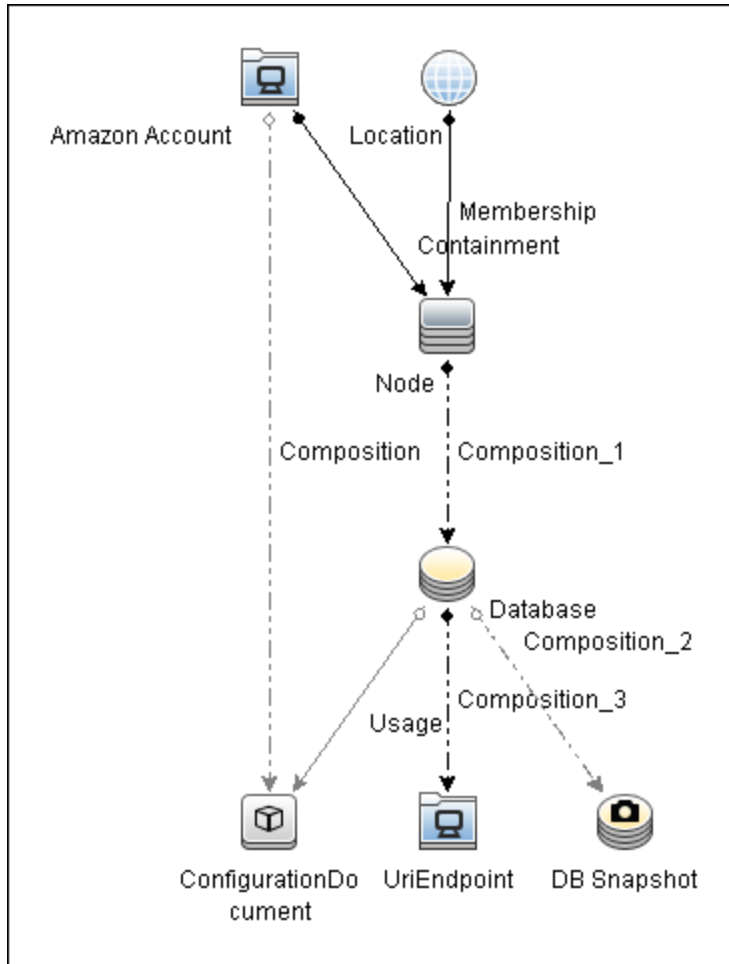 Amazon Account
Location
Membership
Containment
Node
Composition
Composition_1
Database
Composition_2
Composition_3
Usage
ConfigurationDo
cument
UriEndpoint
DB Snapshot